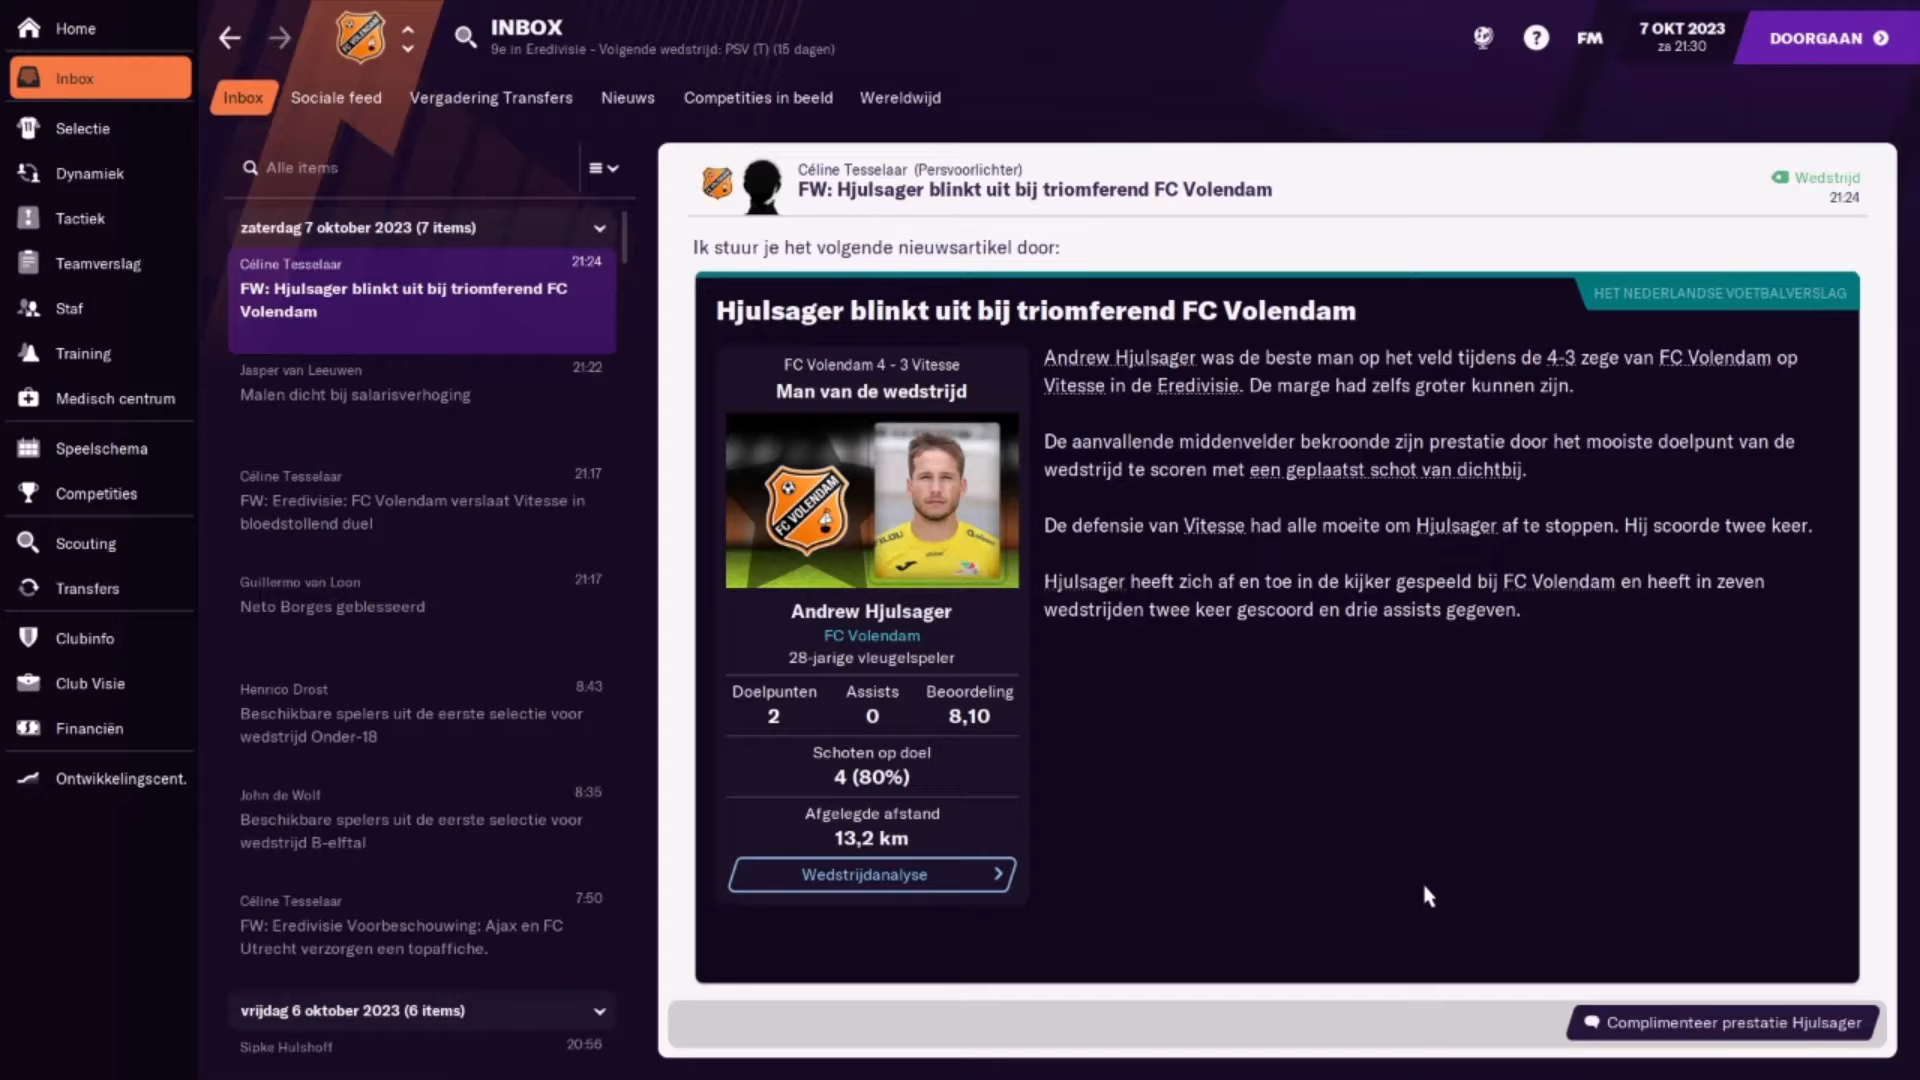 Home
Inbox
Selectie
Dynamiek
Tactiek
Teamverslag
Staf
Training
Medisch centrum
Speelschema
Competities
Scouting
Transfers
Clubinfo
Club Visie
Financiën
Ontwikkelingscent.
FC VOLENDAM
INBOX
9e in Eredivisie - Volgende wedstrijd: PSV (T) (15 dagen)
FM
7 OKT 2023
za 21:30
DOORGAAN
Inbox
Sociale feed
Vergadering Transfers
Nieuws
Competities in beeld
Wereldwijd
Alle items
zaterdag 7 oktober 2023 (7 items)
Céline Tesselaar 21:24
FW: Hjulsager blinkt uit bij triomferend FC
Volendam
Jasper van Leeuwen 21:22
Malen dicht bij salarisverhoging
Céline Tesselaar 21:17
FW: Eredivisie: FC Volendam verslaat Vitesse in
bloedstollend duel
Guillermo van Loon 21:17
Neto Borges geblesseerd
Henrico Drost 8:43
Beschikbare spelers uit de eerste selectie voor
wedstrijd Onder-18
John de Wolf 8:35
Beschikbare spelers uit de eerste selectie voor
wedstrijd B-elftal
Céline Tesselaar 7:50
FW: Eredivisie Voorbeschouwing: Ajax en FC
Utrecht verzorgen een topaffiche.
vrijdag 6 oktober 2023 (6 items)
Sipke Hulshoff 20:56
Céline Tesselaar (Persvoorlichter)
FW: Hjulsager blinkt uit bij triomferend FC Volendam
Wedstrijd
21:24
Ik stuur je het volgende nieuwsartikel door:
HET NEDERLANDSE VOETBALVERSLAG
Hjulsager blinkt uit bij triomferend FC Volendam
FC Volendam 4 - 3 Vitesse
Man van de wedstrijd
FC VOLENDAM
Andrew Hjulsager
FC Volendam
28-jarige vleugelspeler
Doelpunten Assists Beoordeling
2 0 8,10
Schoten op doel
4 (80%)
Afgelegde afstand
13,2 km
Wedstrijdanalyse
Andrew Hjulsager was de beste man op het veld tijdens de 4-3 zege van FC Volendam op
Vitesse in de Eredivisie. De marge had zelfs groter kunnen zijn.
De aanvallende middenvelder bekroonde zijn prestatie door het mooiste doelpunt van de
wedstrijd te scoren met een geplaatst schot van dichtbij.
De defensie van Vitesse had alle moeite om Hjulsager af te stoppen. Hij scoorde twee keer.
Hjulsager heeft zich af en toe in de kijker gespeeld bij FC Volendam en heeft in zeven
wedstrijden twee keer gescoord en drie assists gegeven.
Complimenteer prestatie Hjulsager